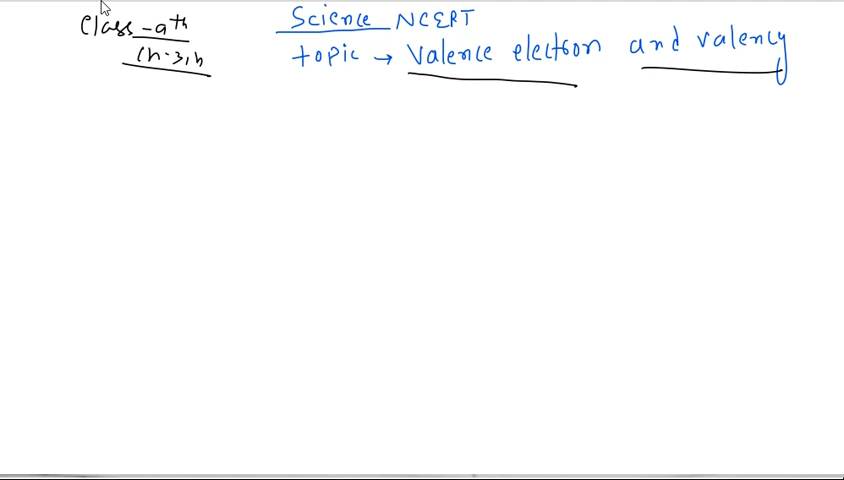 Class - 9th
Science NCERT
Ch-3,4
topic → Valence electron and valency